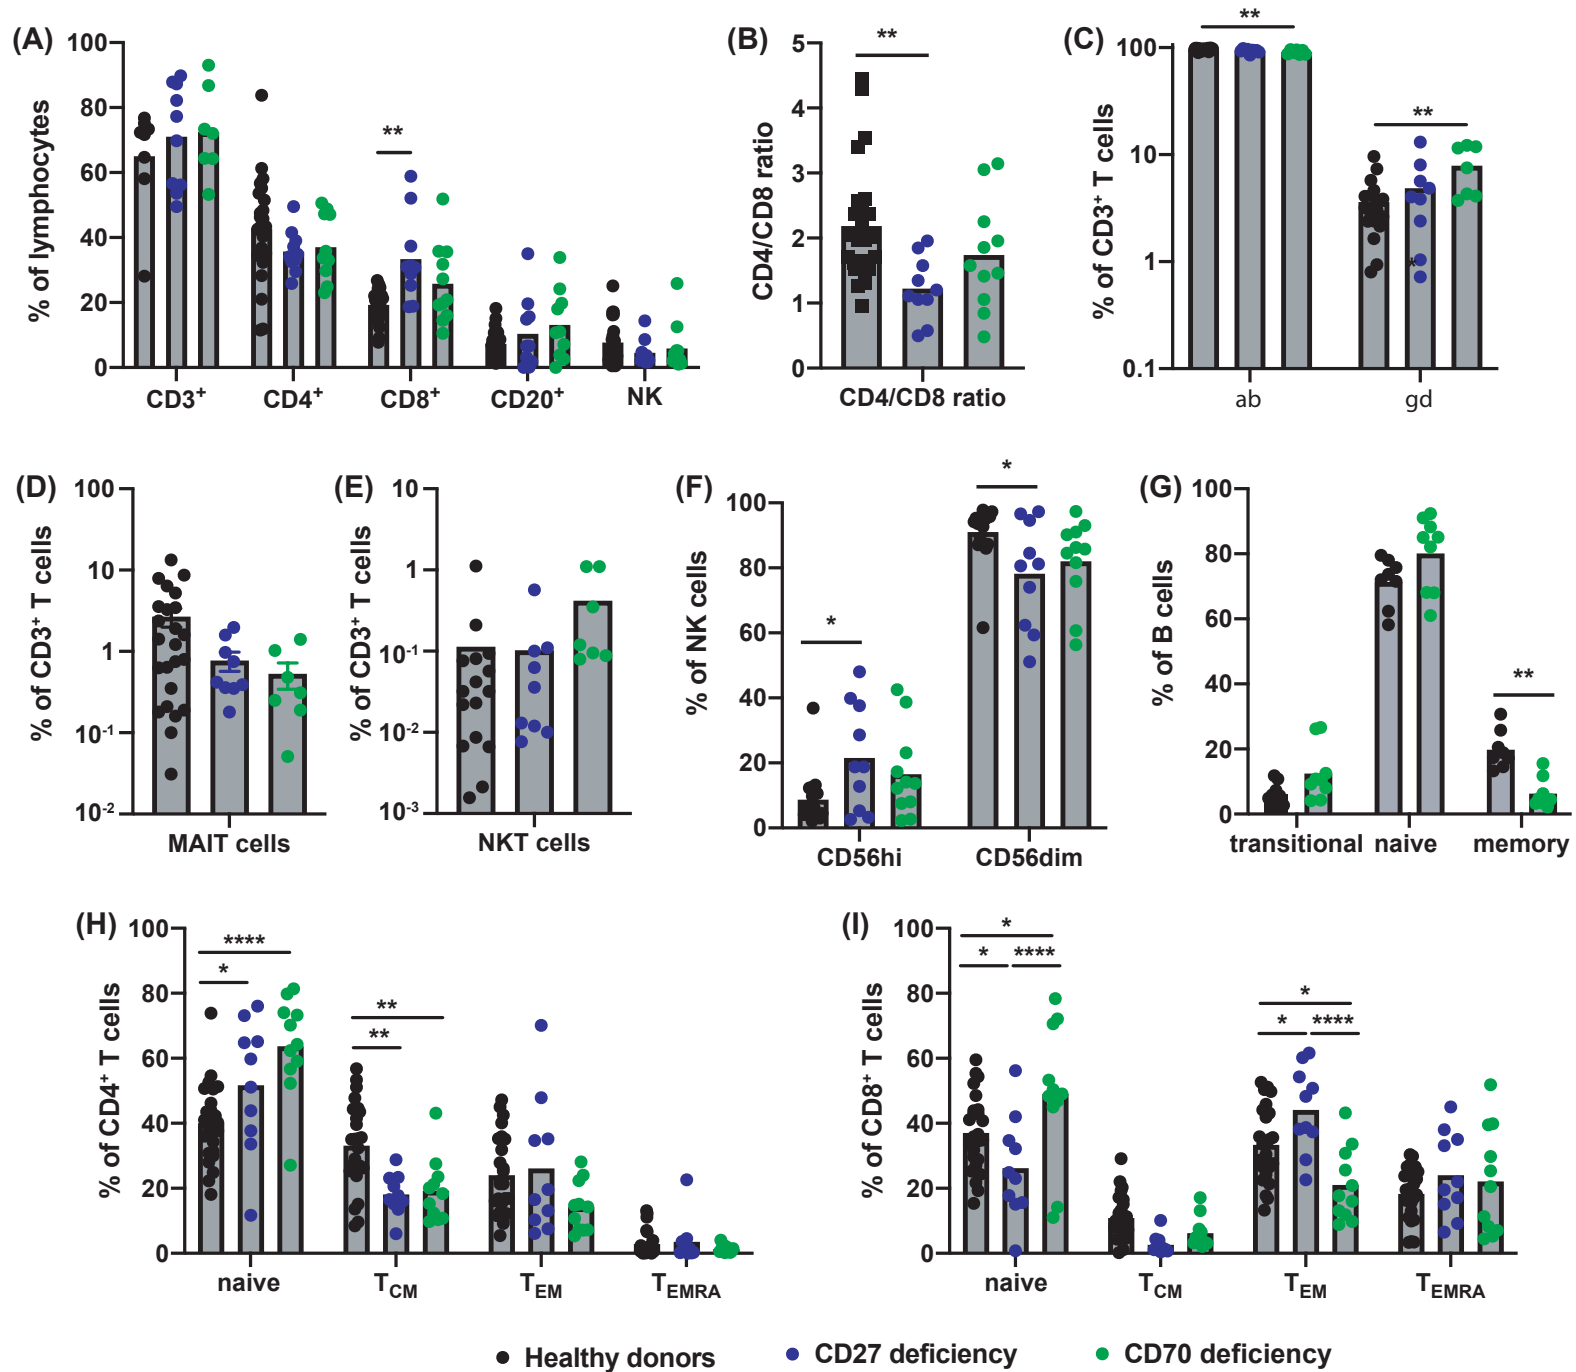 (A)
% of lymphocytes
100
80
60
40
20
0
**
CD3+
CD4+
CD8+
CD20+
NK
(B)
CD4/CD8 ratio
5
4
3
2
1
0
**
CD4/CD8 ratio
(C)
% of CD3+ T cells
100
10
1
0.1
**
**
*
ab
gd
(D)
% of CD3+ T cells
100
10
1
10-1
10-2
MAIT cells
(E)
% of CD3+ T cells
10
1
10-1
10-2
10-3
NKT cells
(F)
% of NK cells
100
80
60
40
20
0
*
*
CD56hi
CD56dim
(G)
% of B cells
100
80
60
40
20
0
**
transitional
naive
memory
(H)
% of CD4+ T cells
100
80
60
40
20
0
****
*
**
**
naive
TCM
TEM
TEMRA
(I)
% of CD8+ T cells
100
80
60
40
20
0
*
* ****
*
* ****
naive
TCM
TEM
TEMRA
Healthy donors
CD27 deficiency
CD70 deficiency